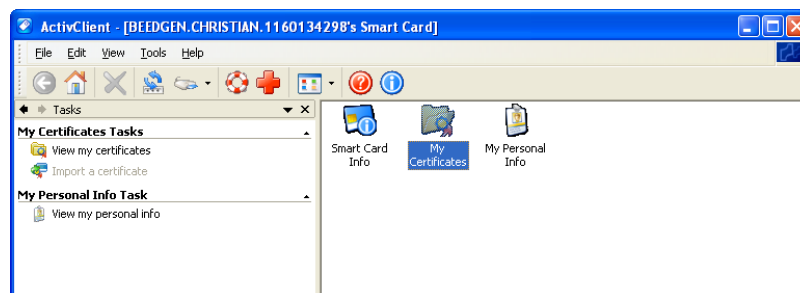 ActivClient - [BEEDGEN.CHRISTIAN.1160134298's Smart Card]
File Edit View Tools Help
Tasks
My Certificates Tasks
View my certificates
Import a certificate
My Personal Info Task
View my personal info
Smart Card
Info
My
Certificates
My Personal
Info